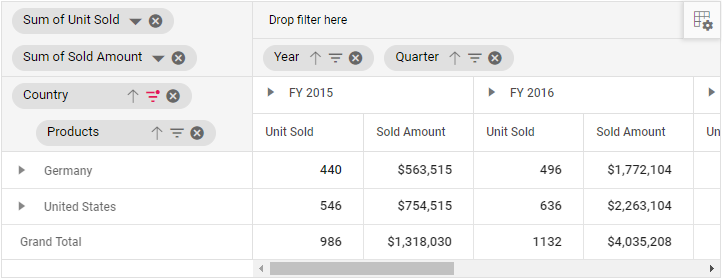 Sum of Unit Sold
Drop filter here
Sum of Sold Amount
Year
Quarter
Country
FY 2015
FY 2016
Products
Unit Sold
Sold Amount
Unit Sold
Sold Amount
Un
Germany
440
$563,515
496
$1,772,104
United States
546
$754,515
636
$2,263,104
Grand Total
986
$1,318,030
1132
$4,035,208